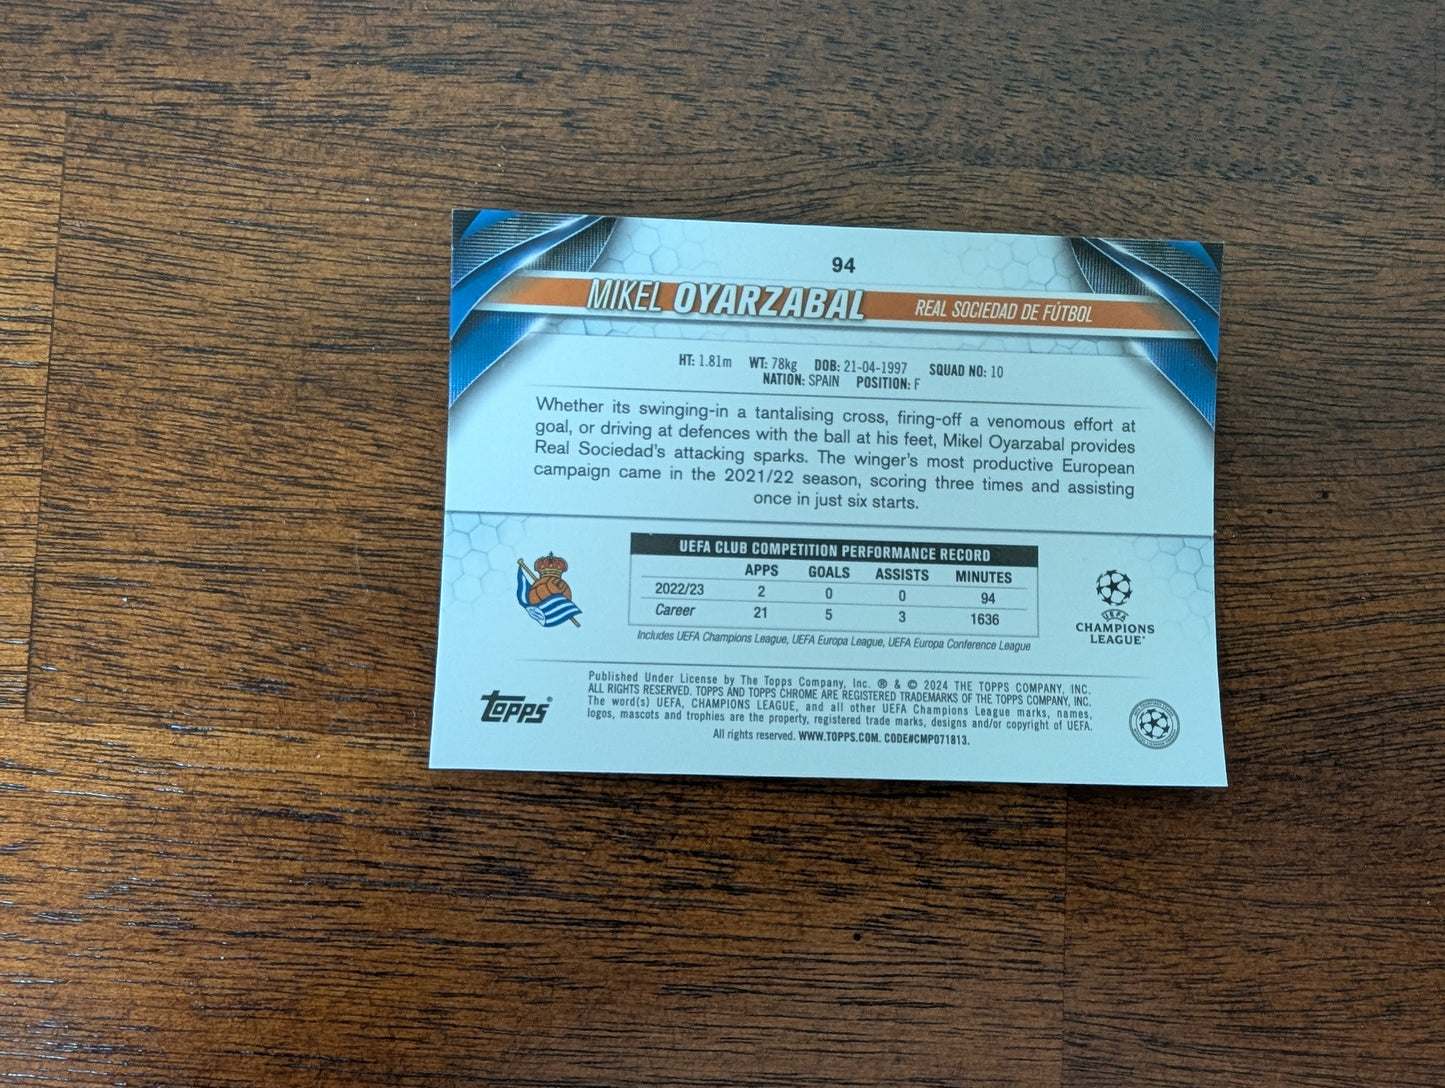 94
MIKEL OYARZABAL REAL SOCIEDAD DE FÚTBOL
HT: 1.81m WT: 78kg DOB: 21-04-1997 SQUAD NO: 10
NATION: SPAIN POSITION: F
Whether its swinging-in a tantalising cross, firing-off a venomous effort at
goal, or driving at defences with the ball at his feet, Mikel Oyarzabal provides
Real Sociedad's attacking sparks. The winger's most productive European
campaign came in the 2021/22 season, scoring three times and assisting
once in just six starts.
UEFA CLUB COMPETITION PERFORMANCE RECORD
APPS GOALS ASSISTS MINUTES
2022/23 2 0 0 94
Career 21 5 3 1636
Includes UEFA Champions League, UEFA Europa League, UEFA Europa Conference League
UEFA
CHAMPIONS
LEAGUE®
topps®
Published Under License by The Topps Company, Inc. ® & © 2024 THE TOPPS COMPANY, INC.
ALL RIGHTS RESERVED. TOPPS AND TOPPS CHROME ARE REGISTERED TRADEMARKS OF THE TOPPS COMPANY, INC.
The word(s) UEFA, CHAMPIONS LEAGUE, and all other UEFA Champions League marks, names,
logos, mascots and trophies are the property, registered trade marks, designs and/or copyright of UEFA.
All rights reserved. WWW.TOPPS.COM. CODE#CMP071813.